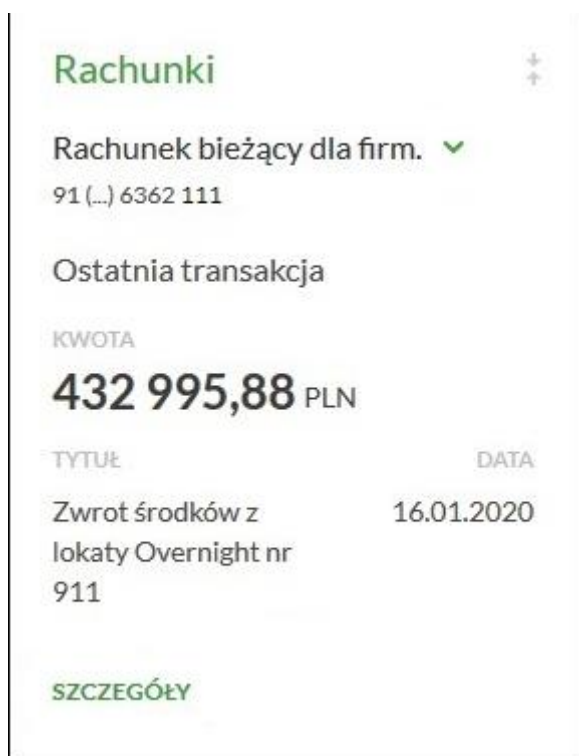 Rachunki
Rachunek bieżący dla firm.
91 (...) 6362 111
Ostatnia transakcja
KWOTA
432 995,88 PLN
TYTUŁ DATA
Zwrot środków z 16.01.2020
lokaty Overnight nr
911
SZCZEGÓŁY